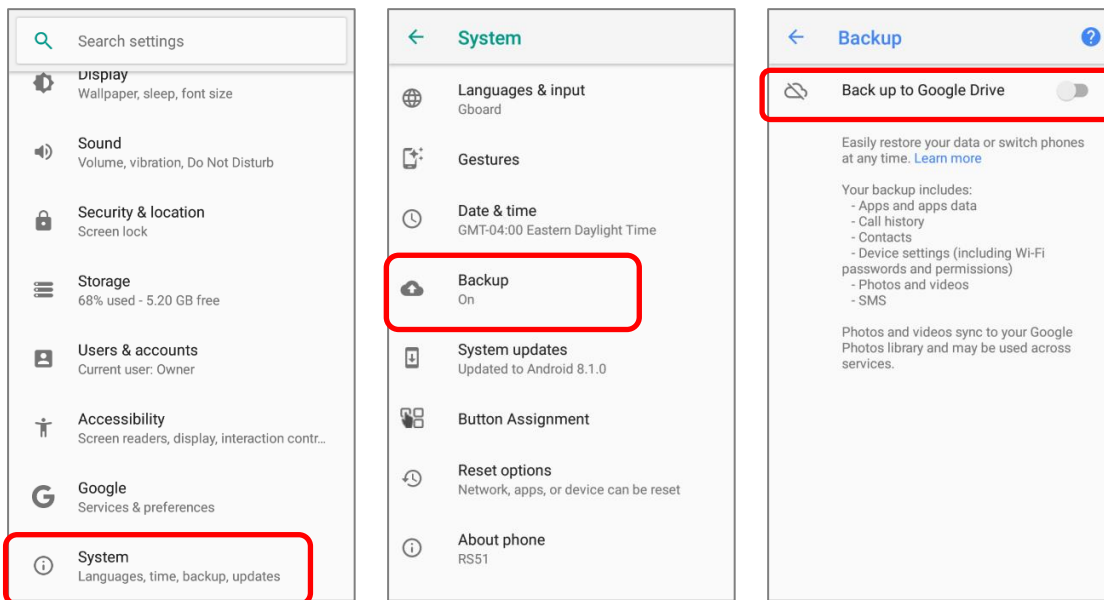 Search settings
Display
Wallpaper, sleep, font size
Sound
Volume, vibration, Do Not Disturb
Security & location
Screen lock
Storage
68% used - 5.20 GB free
Users & accounts
Current user: Owner
Accessibility
Screen readers, display, interaction contr...
Google
Services & preferences
System
Languages, time, backup, updates
System
Languages & input
Gboard
Gestures
Date & time
GMT-04:00 Eastern Daylight Time
Backup
On
System updates
Updated to Android 8.1.0
Button Assignment
Reset options
Network, apps, or device can be reset
About phone
RS51
Backup
Back up to Google Drive
Easily restore your data or switch phones
at any time. Learn more
Your backup includes:
- Apps and apps data
- Call history
- Contacts
- Device settings (including Wi-Fi
passwords and permissions)
- Photos and videos
- SMS
Photos and videos sync to your Google
Photos library and may be used across
services.